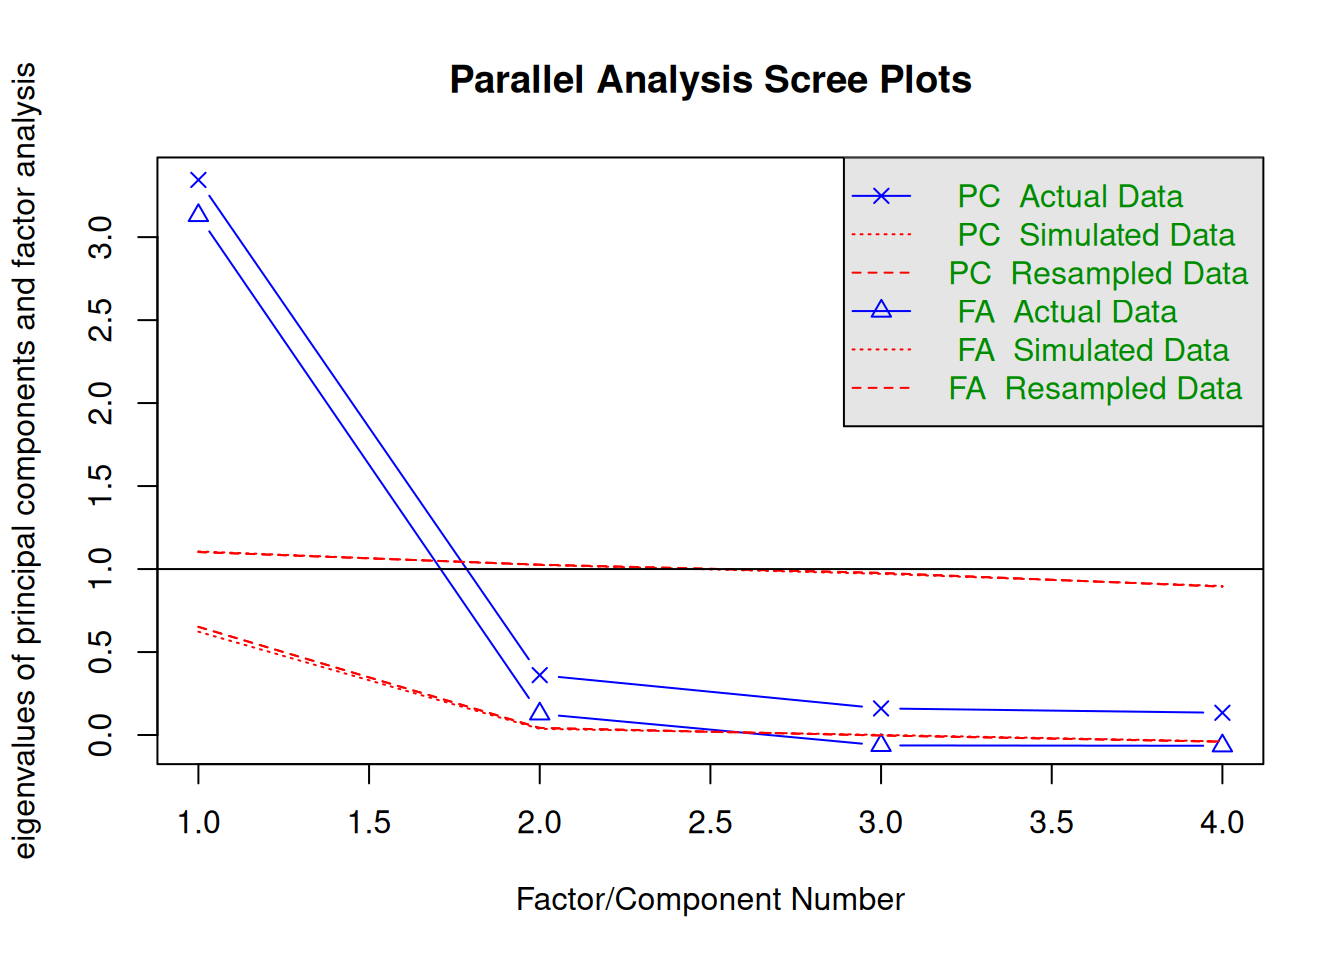 Parallel Analysis Scree Plots
eigenvalues of principal components and factor analysis
3.0
2.5
2.0
1.5
1.0
0.5
0.0
PC Actual Data
PC Simulated Data
PC Resampled Data
FA Actual Data
FA Simulated Data
FA Resampled Data
1.0 1.5 2.0 2.5 3.0 3.5 4.0
Factor/Component Number